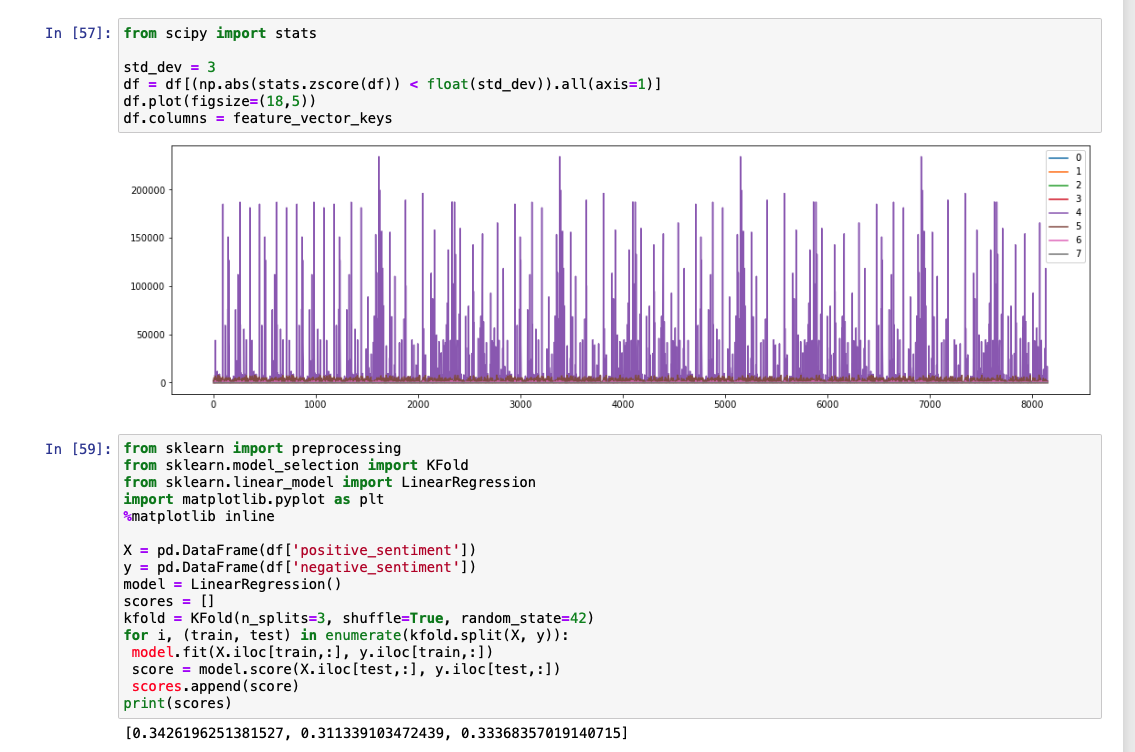 In [57]: from scipy import stats
std_dev = 3
df = df[(np.abs(stats.zscore(df)) < float(std_dev)).all(axis=1)]
df.plot(figsize=(18,5))
df.columns = feature_vector_keys
200000
150000
100000
50000
0
0 1000 2000 3000 4000 5000 6000 7000 8000
0
1
2
3
4
5
6
7
In [59]: from sklearn import preprocessing
from sklearn.model_selection import KFold
from sklearn.linear_model import LinearRegression
import matplotlib.pyplot as plt
%matplotlib inline
X = pd.DataFrame(df['positive_sentiment'])
y = pd.DataFrame(df['negative_sentiment'])
model = LinearRegression()
scores = []
kfold = KFold(n_splits=3, shuffle=True, random_state=42)
for i, (train, test) in enumerate(kfold.split(X, y)):
model.fit(X.iloc[train,:], y.iloc[train,:])
score = model.score(X.iloc[test,:], y.iloc[test,:])
scores.append(score)
print(scores)
[0.3426196251381527, 0.311339103472439, 0.33368357019140715]